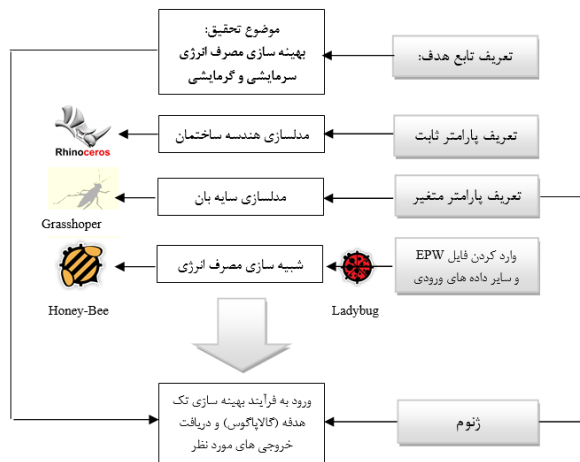 تعریف تابع هدف:
موضوع تحقیق:
بهینه سازی مصرف انرژی
سرمایشی و گرمایشی
تعریف پارامتر ثابت
مدلسازی هندسه ساختمان
Rhinoceros
تعریف پارامتر متغیر
مدلسازی سایه بان
Grasshoper
وارد کردن فایل EPW
و سایر داده های ورودی
Ladybug
شبیه سازی مصرف انرژی
Honey-Bee
ژنوم
ورود به فرآیند بهینه سازی تک
هدفه (گالاپاگوس) و دریافت
خروجی های مورد نظر